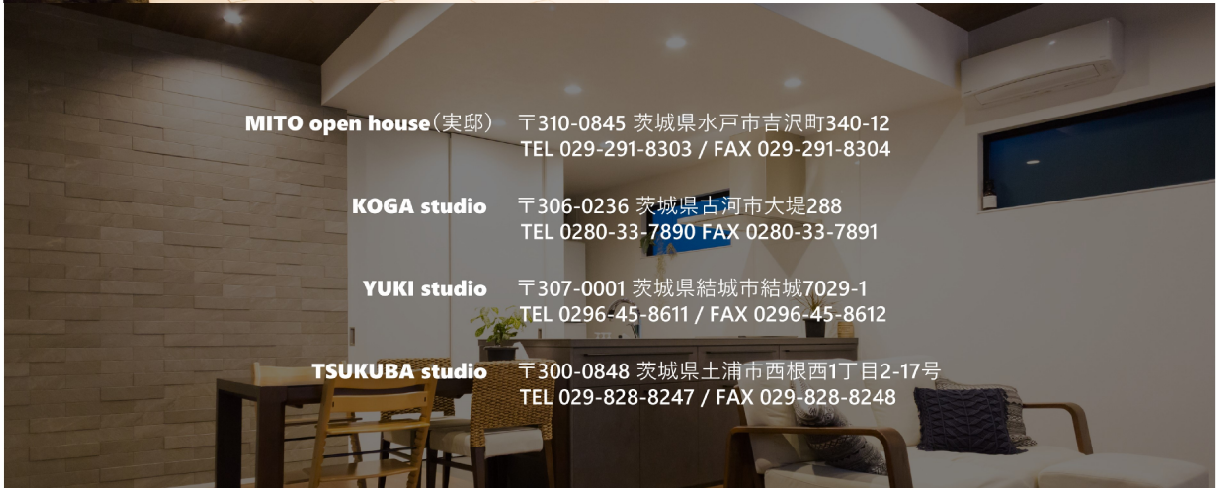 MITO open house（実邸） 〒310-0845 茨城県水戸市吉沢町340-12
TEL 029-291-8303 / FAX 029-291-8304
KOGA studio 〒306-0236 茨城県古河市大堤288
TEL 0280-33-7890 FAX 0280-33-7891
YUKI studio 〒307-0001 茨城県結城市結城7029-1
TEL 0296-45-8611 / FAX 0296-45-8612
TSUKUBA studio 〒300-0848 茨城県土浦市西根西1丁目2-17号
TEL 029-828-8247 / FAX 029-828-8248